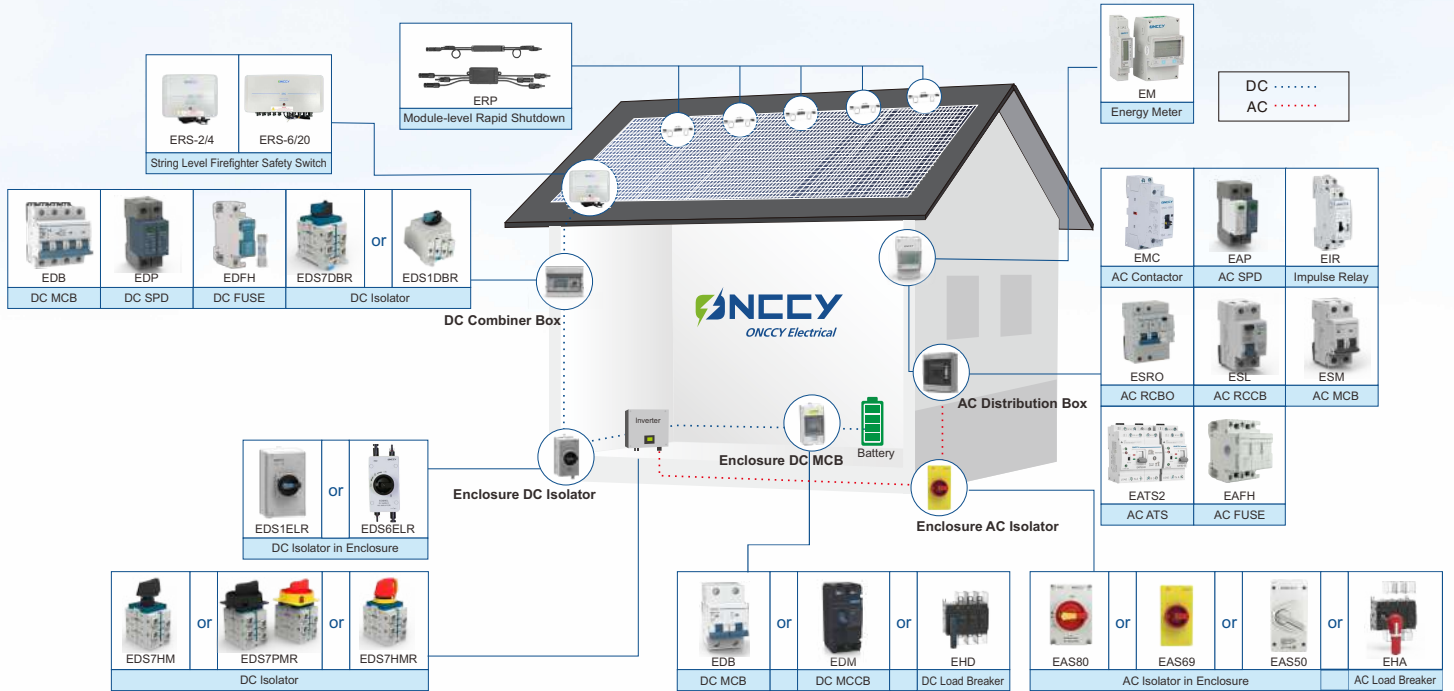 ERP
Module-level Rapid Shutdown
ERS-2/4
ERS-6/20
String Level Firefighter Safety Switch
EM
Energy Meter
DC
AC
EDB
EDP
EDFH
EDS7DBR
or
EDS1DBR
DC MCB
DC SPD
DC FUSE
DC Isolator
DC Combiner Box
ONCCY
ONCCY Electrical
EMC
EAP
EIR
AC Contactor
AC SPD
Impulse Relay
ESRO
ESL
ESM
AC RCBO
AC RCCB
AC MCB
EATS2
EAFH
AC ATS
AC FUSE
AC Distribution Box
Inverter
Battery
Enclosure DC MCB
Enclosure DC Isolator
Enclosure AC Isolator
EDS1ELR
or
EDS6ELR
DC Isolator in Enclosure
EDS7HM
or
EDS7PMR
or
EDS7HMR
DC Isolator
EDB
or
EDM
or
EHD
DC MCB
DC MCCB
DC Load Breaker
EAS80
or
EAS69
or
EAS50
or
EHA
AC Isolator in Enclosure
AC Load Breaker